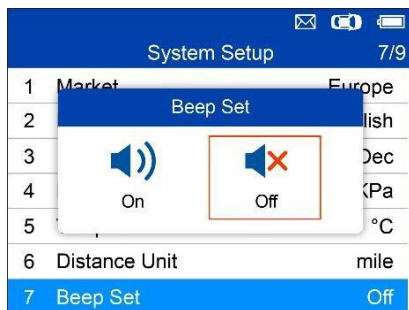 System Setup 7/9
1 Market Europe
Beep Set
2 lish
3 Dec
4 KPa
On Off
5 °C
6 Distance Unit mile
7 Beep Set Off